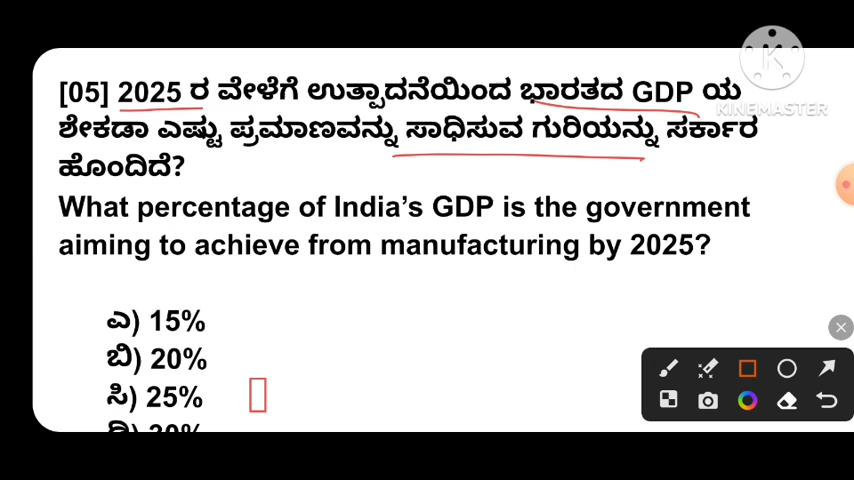 [05] 2025 ರ ವೇಳೆಗೆ ಉತ್ಪಾದನೆಯಿಂದ ಭಾರತದ GDP ಯ
ಶೇಕಡಾ ಎಷ್ಟು ಪ್ರಮಾಣವನ್ನು ಸಾಧಿಸುವ ಗುರಿಯನ್ನು ಸರ್ಕಾರ
ಹೊಂದಿದೆ?
What percentage of India’s GDP is the government
aiming to achieve from manufacturing by 2025?
ಎ) 15%
ಬಿ) 20%
ಸಿ) 25%
ಡಿ) 30%
K
KINEMASTER